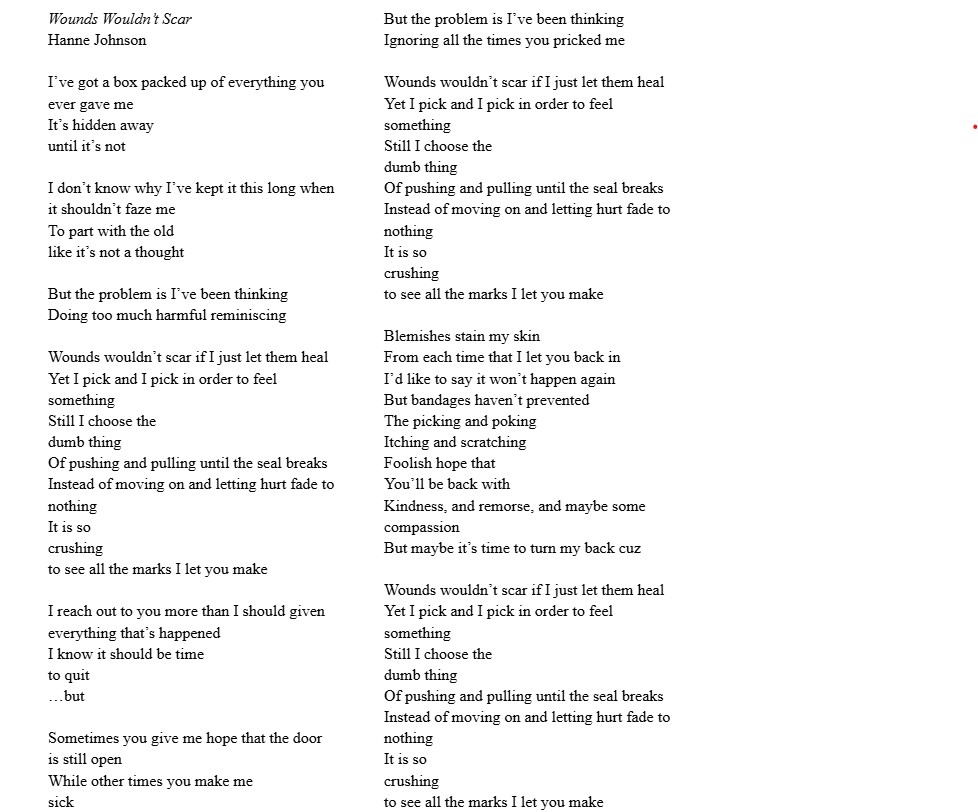 Wounds Wouldn't Scar
Hanne Johnson
I've got a box packed up of everything you
ever gave me
It's hidden away
until it's not
I don't know why I've kept it this long when
it shouldn't faze me
To part with the old
like it's not a thought
But the problem is I've been thinking
Doing too much harmful reminiscing
Wounds wouldn't scar if I just let them heal
Yet I pick and I pick in order to feel
something
Still I choose the
dumb thing
Of pushing and pulling until the seal breaks
Instead of moving on and letting hurt fade to
nothing
It is so
crushing
to see all the marks I let you make
I reach out to you more than I should given
everything that's happened
I know it should be time
to quit
…but
Sometimes you give me hope that the door
is still open
While other times you make me
sick
But the problem is I've been thinking
Ignoring all the times you pricked me
Wounds wouldn't scar if I just let them heal
Yet I pick and I pick in order to feel
something
Still I choose the
dumb thing
Of pushing and pulling until the seal breaks
Instead of moving on and letting hurt fade to
nothing
It is so
crushing
to see all the marks I let you make
Blemishes stain my skin
From each time that I let you back in
I'd like to say it won't happen again
But bandages haven't prevented
The picking and poking
Itching and scratching
Foolish hope that
You'll be back with
Kindness, and remorse, and maybe some
compassion
But maybe it's time to turn my back cuz
Wounds wouldn't scar if I just let them heal
Yet I pick and I pick in order to feel
something
Still I choose the
dumb thing
Of pushing and pulling until the seal breaks
Instead of moving on and letting hurt fade to
nothing
It is so
crushing
to see all the marks I let you make